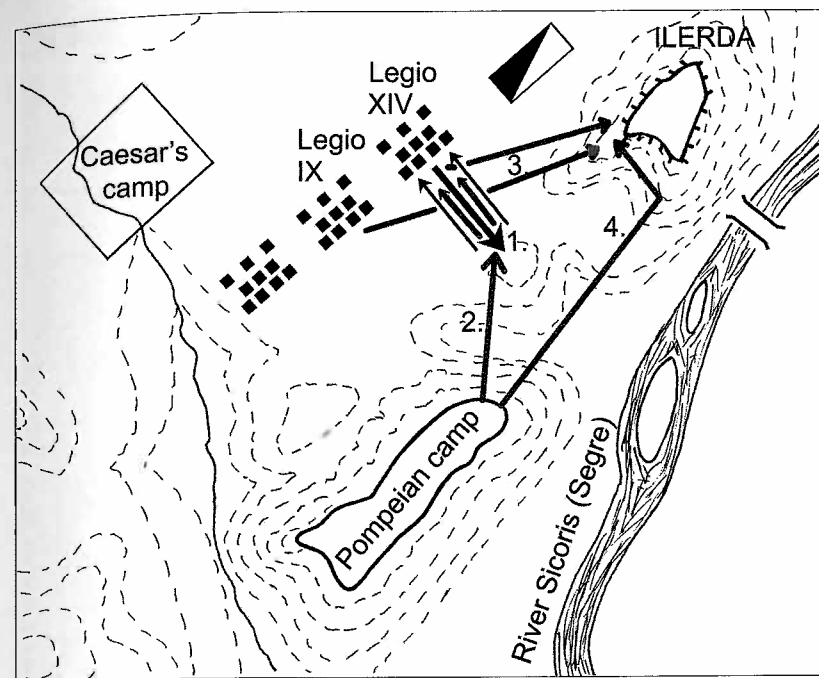 ILERDA
Legio
XIV
Legio
IX
Caesar's
camp
3.
1.
4.
2.
Pompeian camp
River Sicoris (Segre)